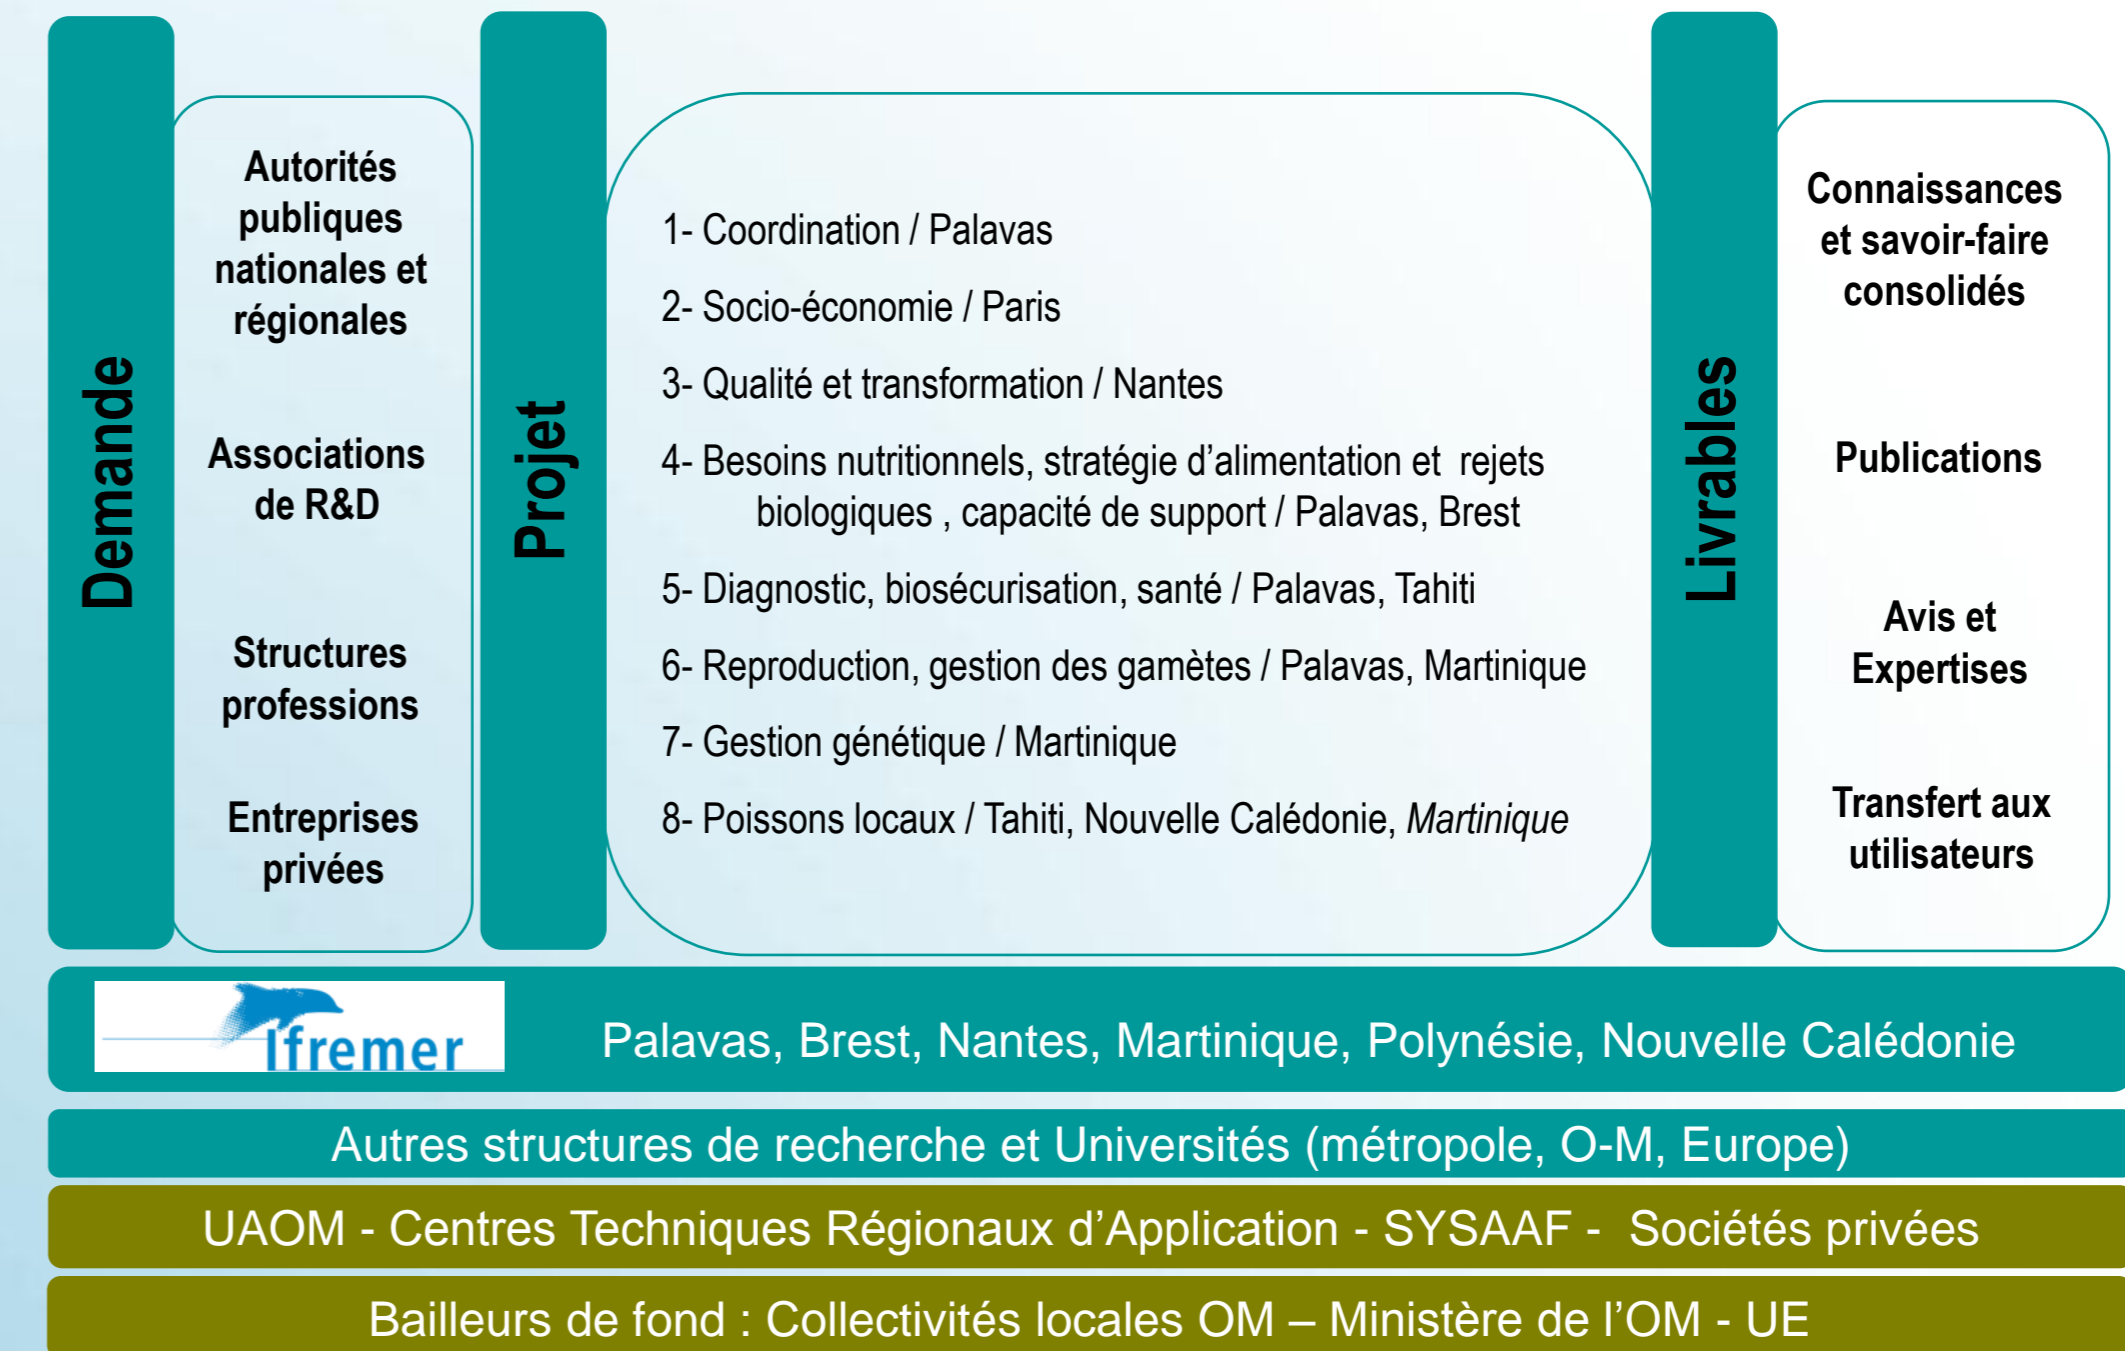 Demande
Autorités
publiques
nationales et
régionales
Associations
de R&D
Structures
professions
Entreprises
privées
Projet
1- Coordination / Palavas
2- Socio-économie / Paris
3- Qualité et transformation / Nantes
4- Besoins nutritionnels, stratégie d’alimentation et rejets
biologiques , capacité de support / Palavas, Brest
5- Diagnostic, biosécurisation, santé / Palavas, Tahiti
6- Reproduction, gestion des gamètes / Palavas, Martinique
7- Gestion génétique / Martinique
8- Poissons locaux / Tahiti, Nouvelle Calédonie, Martinique
Livrables
Connaissances
et savoir-faire
consolidés
Publications
Avis et
Expertises
Transfert aux
utilisateurs
Ifremer
Palavas, Brest, Nantes, Martinique, Polynésie, Nouvelle Calédonie
Autres structures de recherche et Universités (métropole, O-M, Europe)
UAOM - Centres Techniques Régionaux d’Application - SYSAAF - Sociétés privées
Bailleurs de fond : Collectivités locales OM – Ministère de l’OM - UE